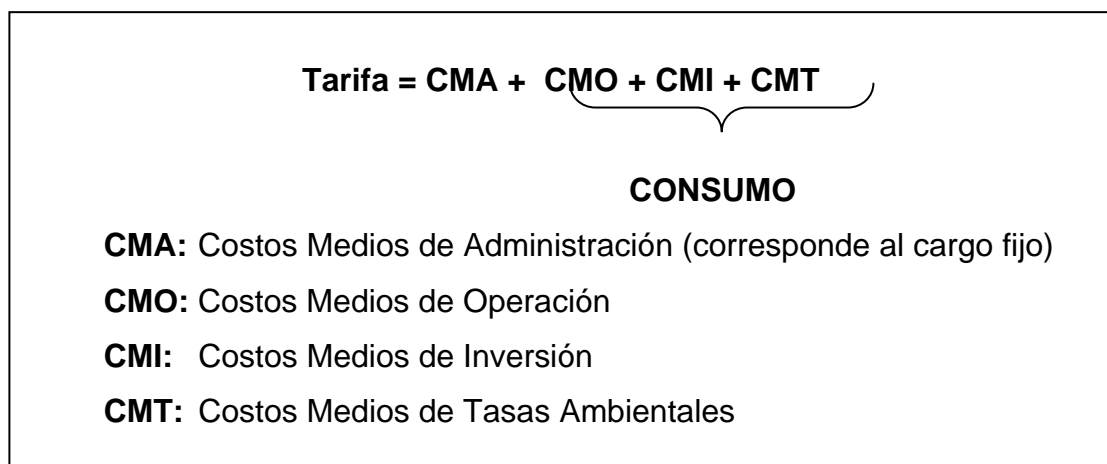 Tarifa = CMA + CMO + CMI + CMT
CONSUMO
CMA: Costos Medios de Administración (corresponde al cargo fijo)
CMO: Costos Medios de Operación
CMI: Costos Medios de Inversión
CMT: Costos Medios de Tasas Ambientales